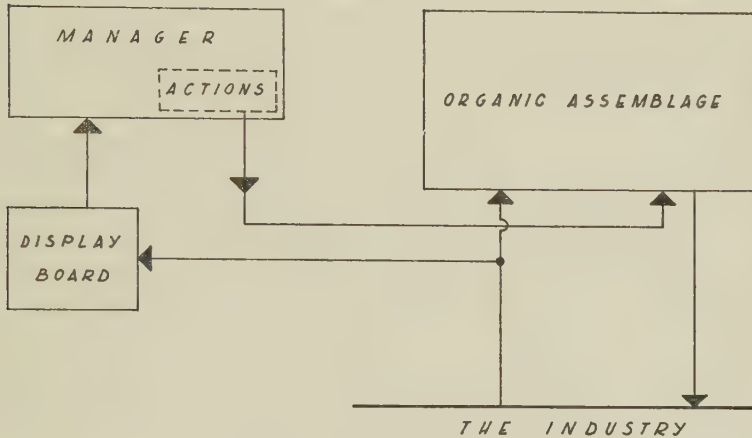 MANAGER
ACTIONS
ORGANIC ASSEMBLAGE
DISPLAY
BOARD
THE INDUSTRY